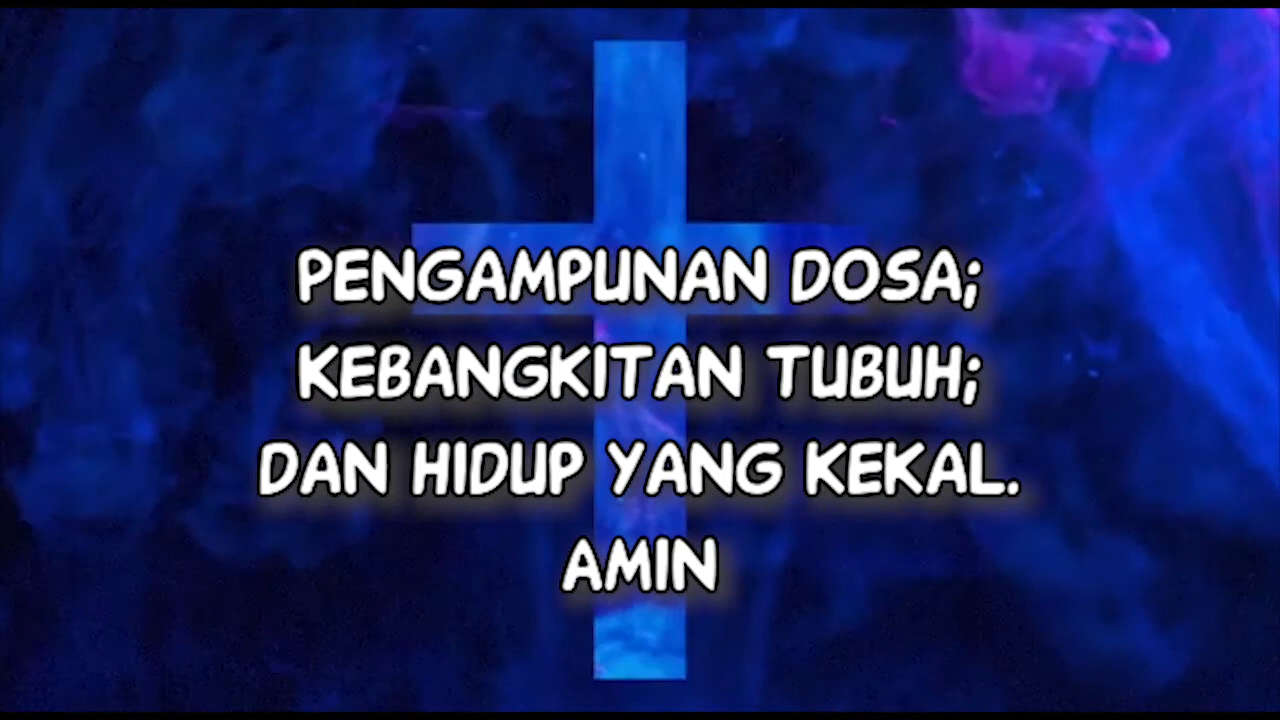 PENGAMPUNAN DOSA;
KEBANGKITAN TUBUH;
DAN HIDUP YANG KEKAL.
AMIN